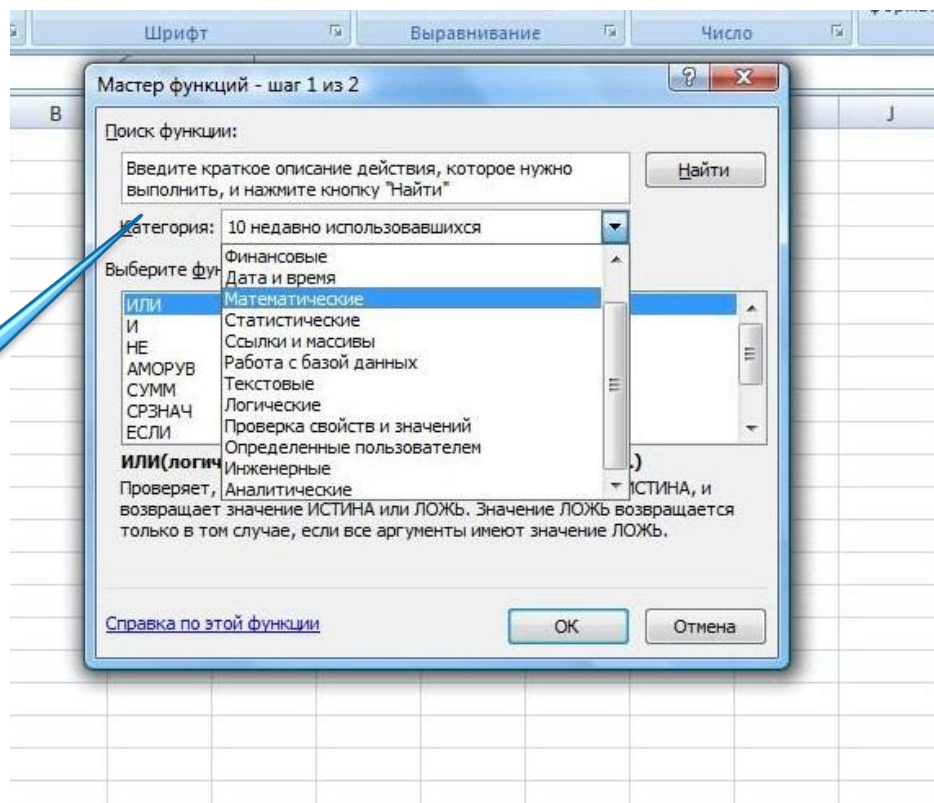 Шрифт
Выравнивание
Число
Мастер функций - шаг 1 из 2
B
J
Поиск функции:
Введите краткое описание действия, которое нужно
выполнить, и нажмите кнопку "Найти"
Найти
Категория:
10 недавно использовавшихся
Финансовые
Дата и время
Математические
Статистические
Ссылки и массивы
Работа с базой данных
Текстовые
Логические
Проверка свойств и значений
Определенные пользователем
Инженерные
Аналитические
Выберите
ИЛИ
И
НЕ
АМОРУВ
СУММ
СРЗНАЧ
ЕСЛИ
ИЛИ(логич
.)
Проверяет,
ИСТИНА, и
возвращает значение ИСТИНА или ЛОЖЬ. Значение ЛОЖЬ возвращается
только в том случае, если все аргументы имеют значение ЛОЖЬ.
Справка по этой функции
ОК
Отмена